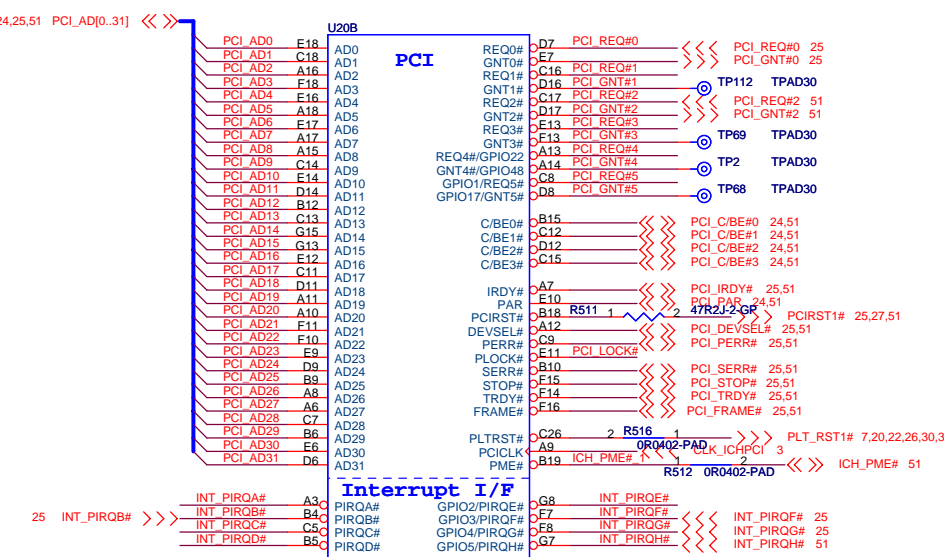 24,25,51 PCI_AD[0..31]
U20B
PCI
PCI_AD0 E18 AD0
PCI_AD1 C18 AD1
PCI_AD2 A16 AD2
PCI_AD3 F18 AD3
PCI_AD4 E16 AD4
PCI_AD5 A18 AD5
PCI_AD6 E17 AD6
PCI_AD7 A17 AD7
PCI_AD8 A15 AD8
PCI_AD9 C14 AD9
PCI_AD10 E14 AD10
PCI_AD11 D14 AD11
PCI_AD12 B12 AD12
PCI_AD13 C13 AD13
PCI_AD14 G15 AD14
PCI_AD15 G13 AD15
PCI_AD16 E12 AD16
PCI_AD17 C11 AD17
PCI_AD18 D11 AD18
PCI_AD19 A11 AD19
PCI_AD20 A10 AD20
PCI_AD21 F11 AD21
PCI_AD22 F10 AD22
PCI_AD23 E9 AD23
PCI_AD24 D9 AD24
PCI_AD25 B9 AD25
PCI_AD26 A8 AD26
PCI_AD27 A6 AD27
PCI_AD28 C7 AD28
PCI_AD29 B6 AD29
PCI_AD30 E6 AD30
PCI_AD31 D6 AD31
REQ0# D7 PCI_REQ#0 PCI_REQ#0 25
GNT0# E7 PCI_GNT#0 25
REQ1# C16 PCI_REQ#1
GNT1# D16 PCI_GNT#1 TP112 TPAD30
REQ2# C17 PCI_REQ#2 PCI_REQ#2 51
GNT2# D17 PCI_GNT#2 PCI_GNT#2 51
REQ3# E13 PCI_REQ#3
GNT3# F13 PCI_GNT#3 TP69 TPAD30
REQ4#/GPIO22 A13 PCI_REQ#4
GNT4#/GPIO48 A14 PCI_GNT#4 TP2 TPAD30
GPIO1/REQ5# C8 PCI_REQ#5
GPIO17/GNT5# D8 PCI_GNT#5 TP68 TPAD30
C/BE0# B15 PCI_C/BE#0 24,51
C/BE1# C12 PCI_C/BE#1 24,51
C/BE2# D12 PCI_C/BE#2 24,51
C/BE3# C15 PCI_C/BE#3 24,51
IRDY# A7 PCI_IRDY# 25,51
PAR E10 PCI_PAR 24,51
PCIRST# B18 R511 1 2 47R2J-2-GP PCIRST1# 25,27,51
DEVSEL# A12 PCI_DEVSEL# 25,51
PERR# C9 PCI_PERR# 25,51
PLOCK# E11 PCI_LOCK#
SERR# B10 PCI_SERR# 25,51
STOP# F15 PCI_STOP# 25,51
TRDY# F14 PCI_TRDY# 25,51
FRAME# F16 PCI_FRAME# 25,51
PLTRST# C26 2 R516 1 0R0402-PAD PLT_RST1# 7,20,22,26,30,3
PCICLK A9 CLK_ICHPCI 3
PME# B19 ICH_PME#_1 R512 1 2 0R0402-PAD ICH_PME# 51
Interrupt I/F
INT_PIRQA# A3 PIRQA#
25 INT_PIRQB# INT_PIRQB# B4 PIRQB#
INT_PIRQC# C5 PIRQC#
INT_PIRQD# B5 PIRQD#
GPIO2/PIRQE# G8 INT_PIRQE#
GPIO3/PIRQF# F7 INT_PIRQF# INT_PIRQF# 25
GPIO4/PIRQG# F8 INT_PIRQG# INT_PIRQG# 25
GPIO5/PIRQH# G7 INT_PIRQH# INT_PIRQH# 51